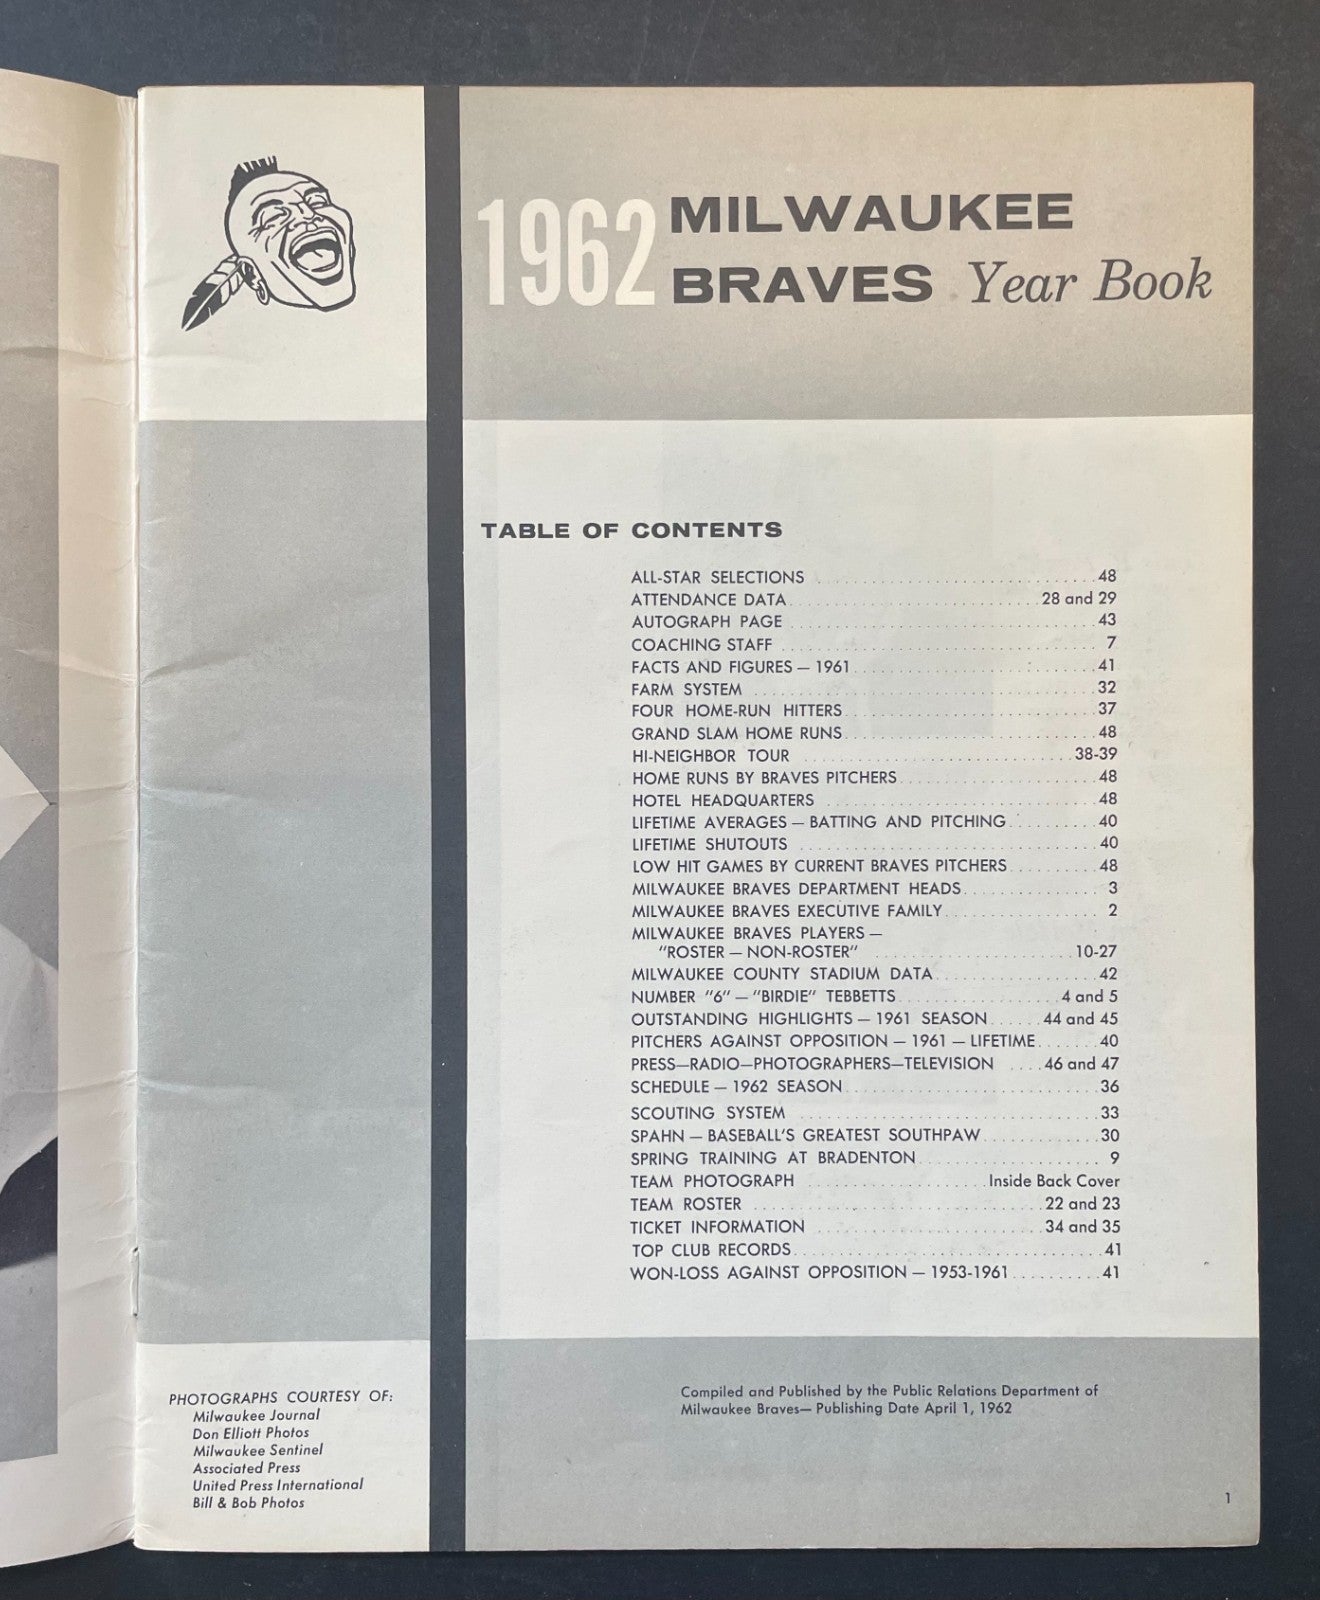 1962 MILWAUKEE
BRAVES Year Book
TABLE OF CONTENTS
ALL-STAR SELECTIONS 48
ATTENDANCE DATA 28 and 29
AUTOGRAPH PAGE 43
COACHING STAFF 7
FACTS AND FIGURES — 1961 41
FARM SYSTEM 32
FOUR HOME-RUN HITTERS 37
GRAND SLAM HOME RUNS 48
HI-NEIGHBOR TOUR 38-39
HOME RUNS BY BRAVES PITCHERS 48
HOTEL HEADQUARTERS 48
LIFETIME AVERAGES — BATTING AND PITCHING 40
LIFETIME SHUTOUTS 40
LOW HIT GAMES BY CURRENT BRAVES PITCHERS 48
MILWAUKEE BRAVES DEPARTMENT HEADS 3
MILWAUKEE BRAVES EXECUTIVE FAMILY 2
MILWAUKEE BRAVES PLAYERS —
"ROSTER — NON-ROSTER" 10-27
MILWAUKEE COUNTY STADIUM DATA 42
NUMBER "6" — "BIRDIE" TEBBETTS 4 and 5
OUTSTANDING HIGHLIGHTS — 1961 SEASON 44 and 45
PITCHERS AGAINST OPPOSITION — 1961 — LIFETIME 40
PRESS—RADIO—PHOTOGRAPHERS—TELEVISION 46 and 47
SCHEDULE — 1962 SEASON 36
SCOUTING SYSTEM 33
SPAHN — BASEBALL'S GREATEST SOUTHPAW 30
SPRING TRAINING AT BRADENTON 9
TEAM PHOTOGRAPH Inside Back Cover
TEAM ROSTER 22 and 23
TICKET INFORMATION 34 and 35
TOP CLUB RECORDS 41
WON-LOSS AGAINST OPPOSITION — 1953-1961 41
PHOTOGRAPHS COURTESY OF:
Milwaukee Journal
Don Elliott Photos
Milwaukee Sentinel
Associated Press
United Press International
Bill & Bob Photos
Compiled and Published by the Public Relations Department of
Milwaukee Braves— Publishing Date April 1, 1962
1